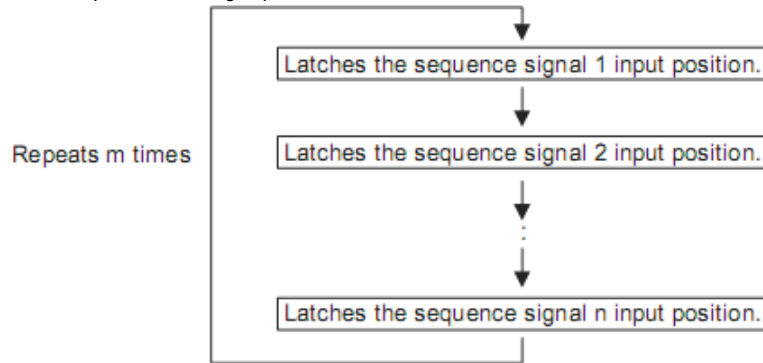 Latches the sequence signal 1 input position.
Repeats m times
Latches the sequence signal 2 input position.
:
Latches the sequence signal n input position.